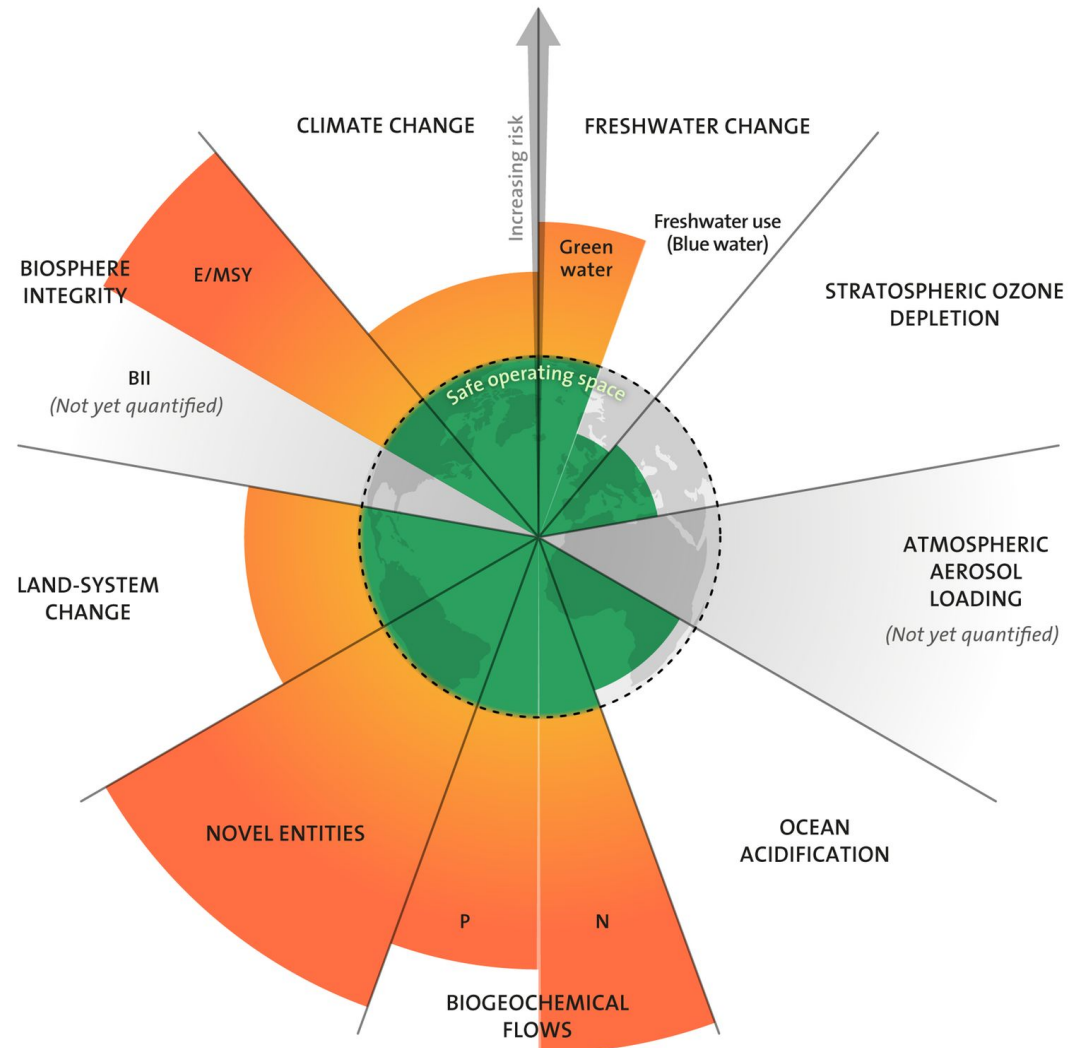 CLIMATE CHANGE
FRESHWATER CHANGE
Increasing risk
Freshwater use
(Blue water)
Green
water
BIOSPHERE
INTEGRITY
E/MSY
STRATOSPHERIC OZONE
DEPLETION
BII
(Not yet quantified)
Safe operating space
ATMOSPHERIC
AEROSOL
LOADING
(Not yet quantified)
LAND-SYSTEM
CHANGE
NOVEL ENTITIES
OCEAN
ACIDIFICATION
P
N
BIOGEOCHEMICAL
FLOWS